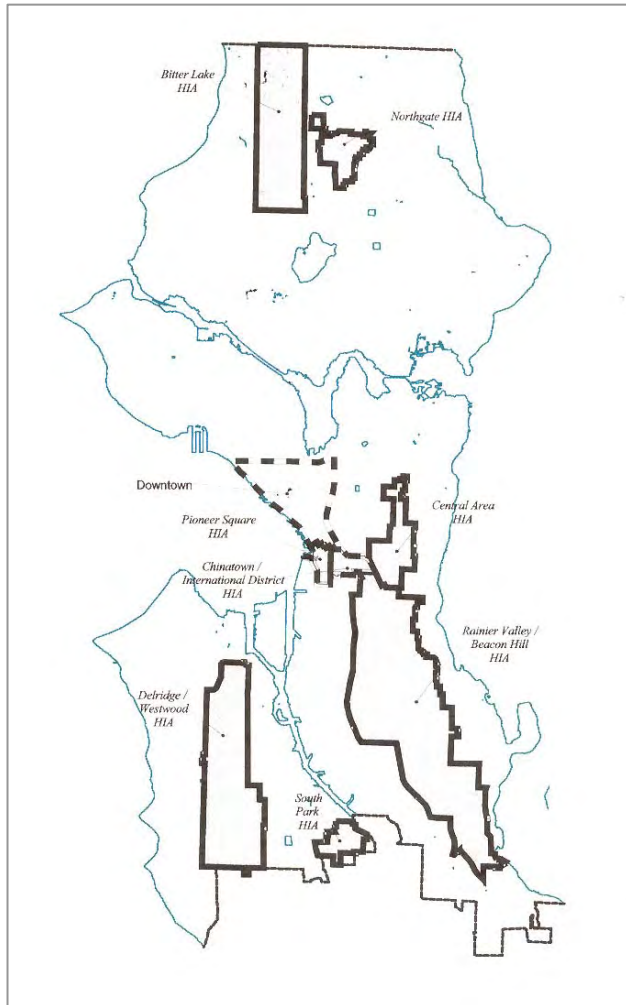 Bitter Lake
HIA
Northgate HIA
Downtown
Pioneer Square
HIA
Central Area
HIA
Chinatown /
International District
HIA
Rainier Valley /
Beacon Hill
HIA
Delridge /
Westwood
HIA
South
Park
HIA